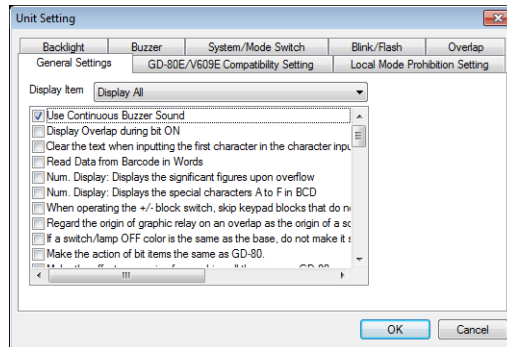 Unit Setting
Backlight Buzzer System/Mode Switch Blink/Flash Overlap
General Settings GD-80E/V609E Compatibility Setting Local Mode Prohibition Setting
Display Item Display All
Use Continuous Buzzer Sound
Display Overlap during bit ON
Clear the text when inputting the first character in the character inpu
Read Data from Barcode in Words
Num. Display: Displays the significant figures upon overflow
Num. Display: Displays the special characters A to F in BCD
When operating the +/- block switch, skip keypad blocks that do n
Regard the origin of graphic relay on an overlap as the origin of a sc
If a switch/lamp OFF color is the same as the base, do not make it s
Make the action of bit items the same as GD-80.
OK Cancel